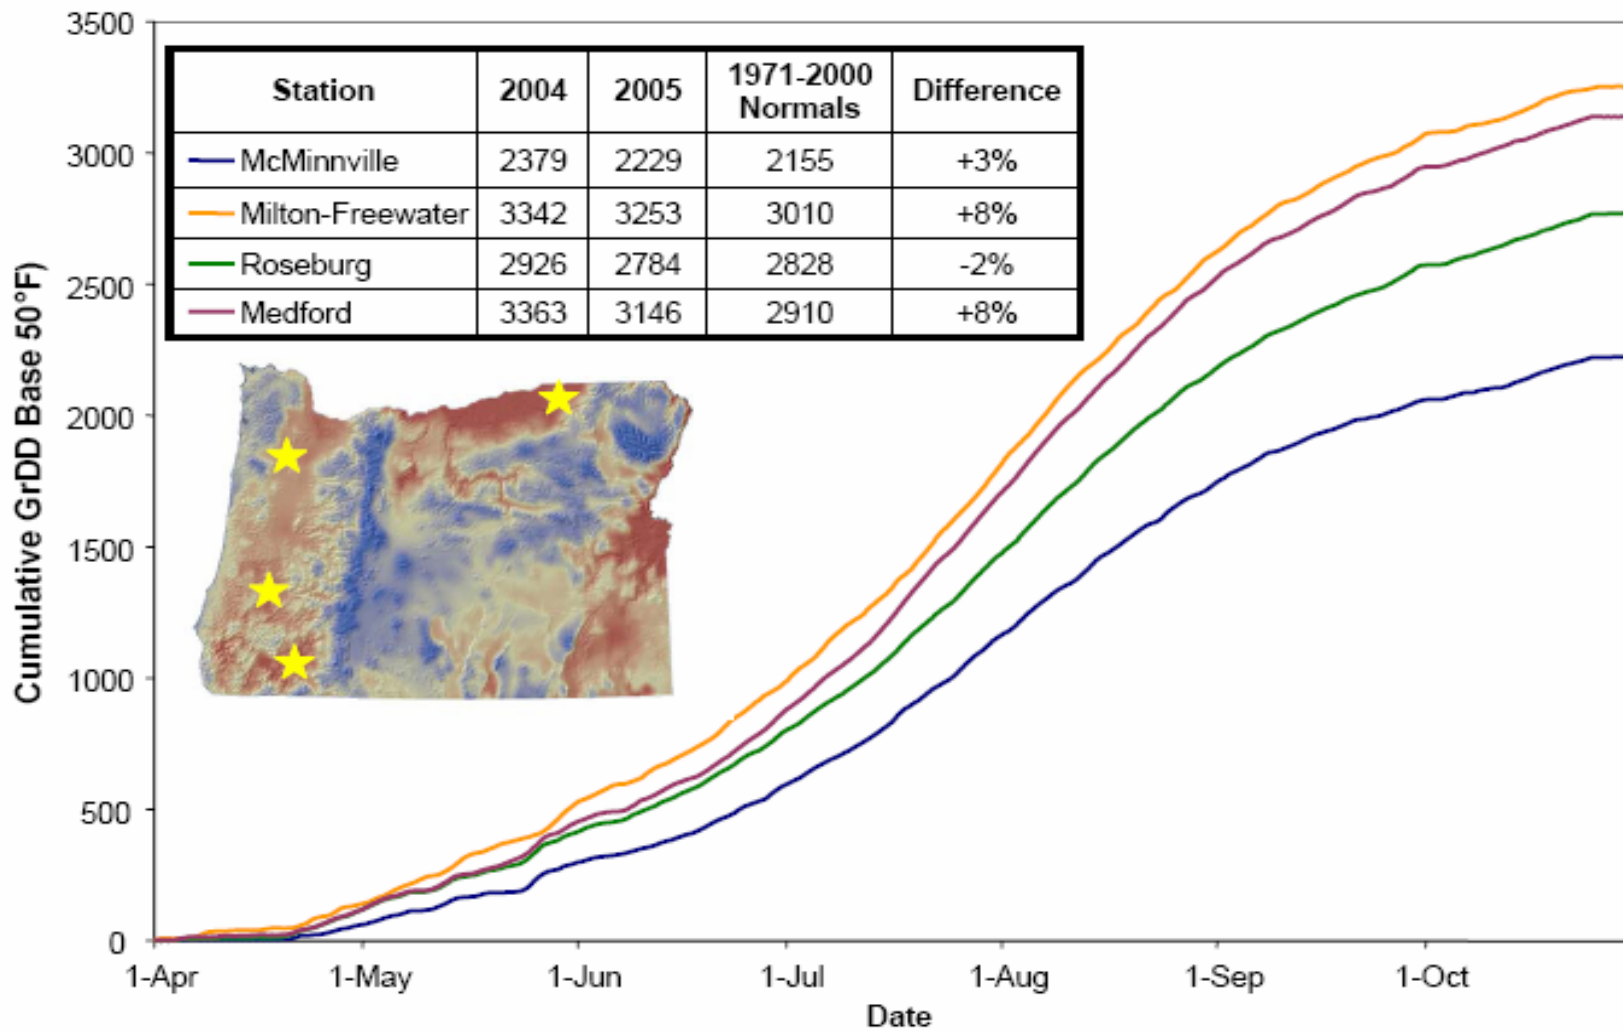 Cumulative GrDD Base 50°F)
3500
3000
2500
2000
1500
1000
500
0
Station 2004 2005 1971-2000 Normals Difference
McMinnville 2379 2229 2155 +3%
Milton-Freewater 3342 3253 3010 +8%
Roseburg 2926 2784 2828 -2%
Medford 3363 3146 2910 +8%
1-Apr 1-May 1-Jun 1-Jul 1-Aug 1-Sep 1-Oct
Date